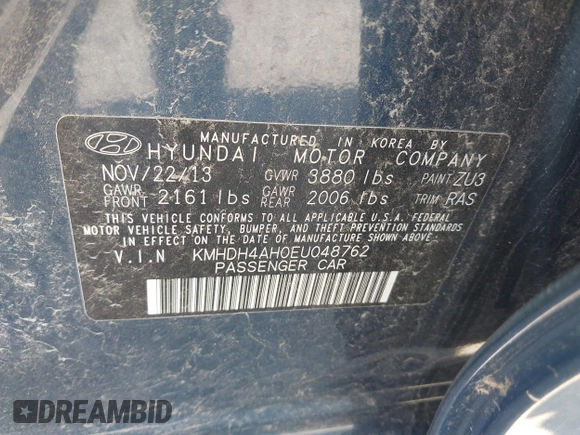 MANUFACTURED IN KOREA BY
HYUNDAI MOTOR COMPANY
NOV/22/13 GVWR 3880 lbs PAINT ZU3
GAWR FRONT 2161 lbs GAWR REAR 2006 lbs TRIM RAS
THIS VEHICLE CONFORMS TO ALL APPLICABLE U.S.A. FEDERAL
MOTOR VEHICLE SAFETY, BUMPER, AND THEFT PREVENTION STANDARDS
IN EFFECT ON THE DATE OF MANUFACTURE SHOWN ABOVE.
V.I.N KMHDH4AH0EU048762
PASSENGER CAR
DREAMBID